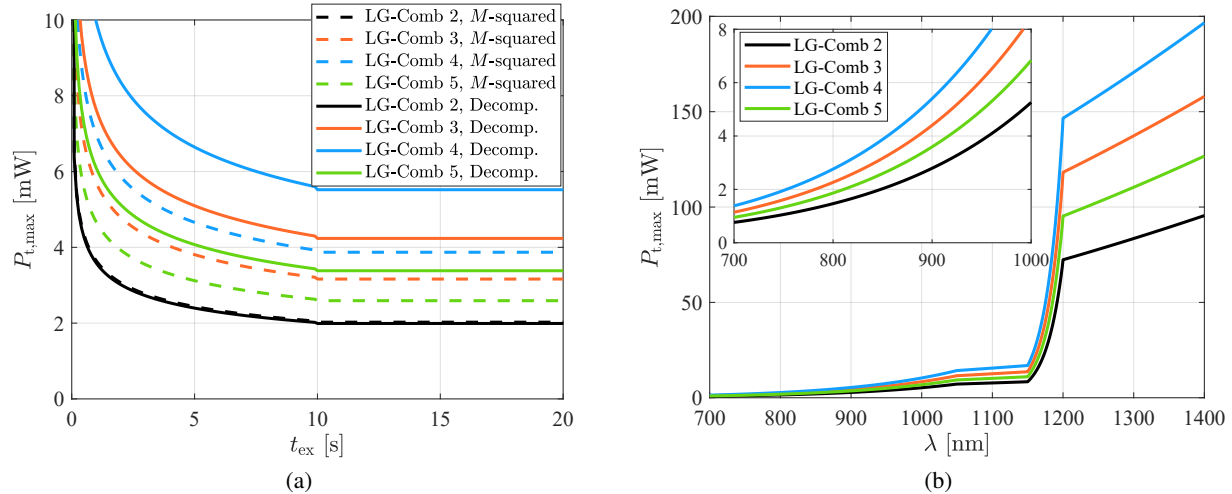 10
8
6
4
2
0
0
5
10
15
20
P_{t,max} [mW]
t_{ex} [s]
LG-Comb 2, M-squared
LG-Comb 3, M-squared
LG-Comb 4, M-squared
LG-Comb 5, M-squared
LG-Comb 2, Decomp.
LG-Comb 3, Decomp.
LG-Comb 4, Decomp.
LG-Comb 5, Decomp.
(a)
200
150
100
50
0
700
800
900
1000
1100
1200
1300
1400
P_{t,max} [mW]
λ [nm]
8
6
4
2
0
700
800
900
1000
LG-Comb 2
LG-Comb 3
LG-Comb 4
LG-Comb 5
(b)